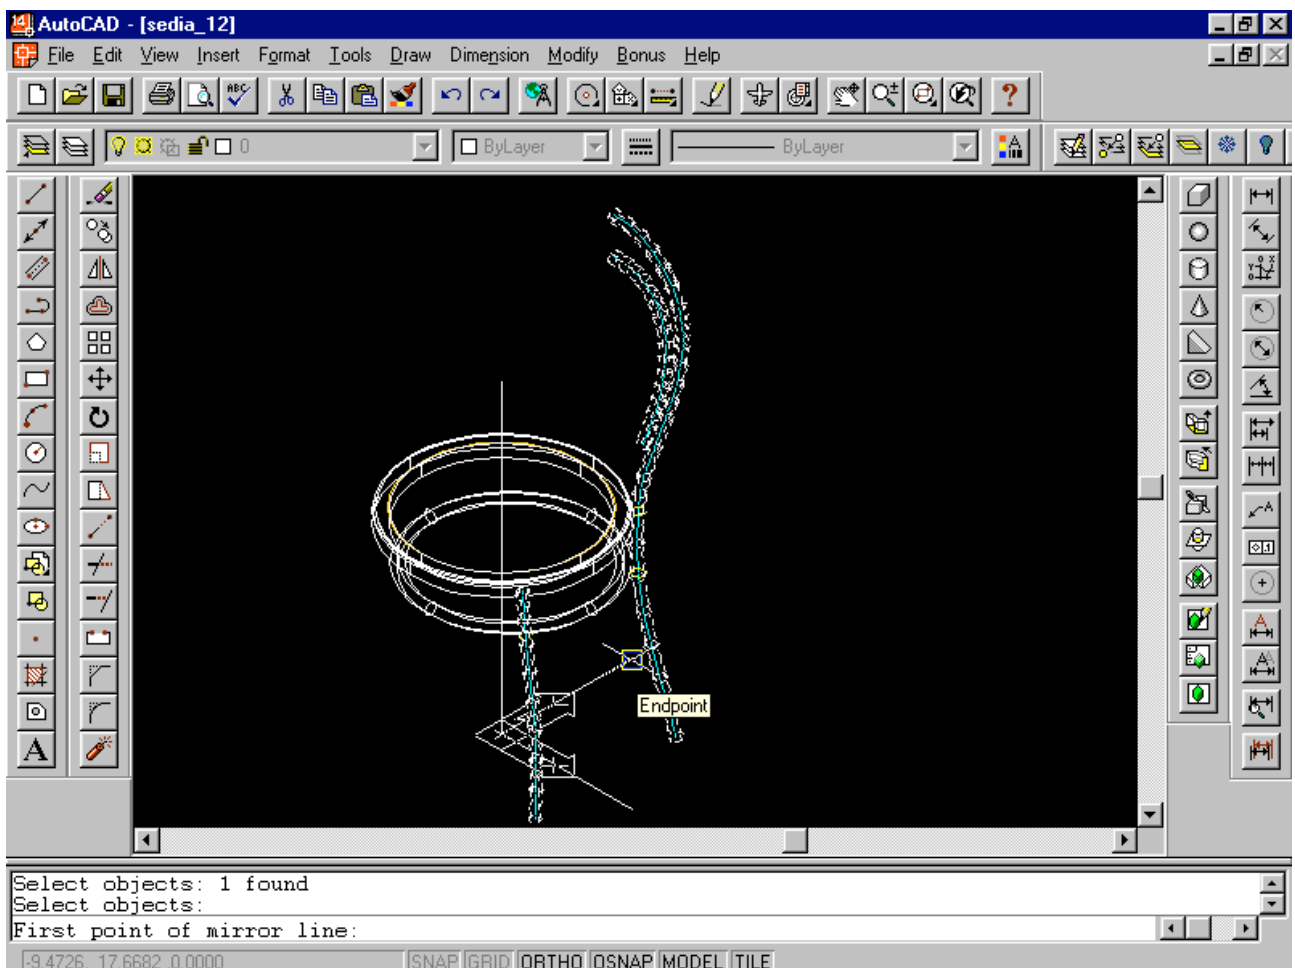 AutoCAD - [sedia_12]
File Edit View Insert Format Tools Draw Dimension Modify Bonus Help
ABC
?
0 ByLayer ByLayer
Endpoint
A
Select objects: 1 found
Select objects:
First point of mirror line:
-9.4726, 17.6682, 0.0000 SNAP GRID ORTHO OSNAP MODEL TILE